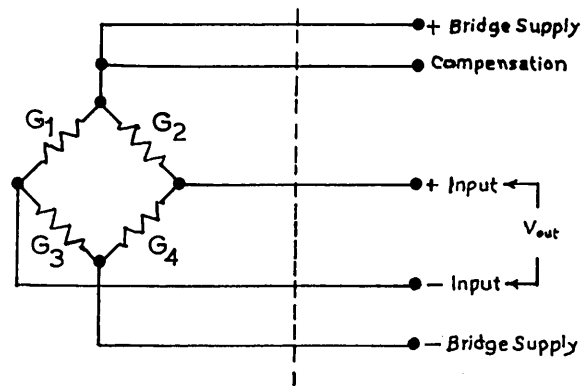 + Bridge Supply
Compensation
G1
G2
+ Input
Vout
G3
G4
- Input
- Bridge Supply